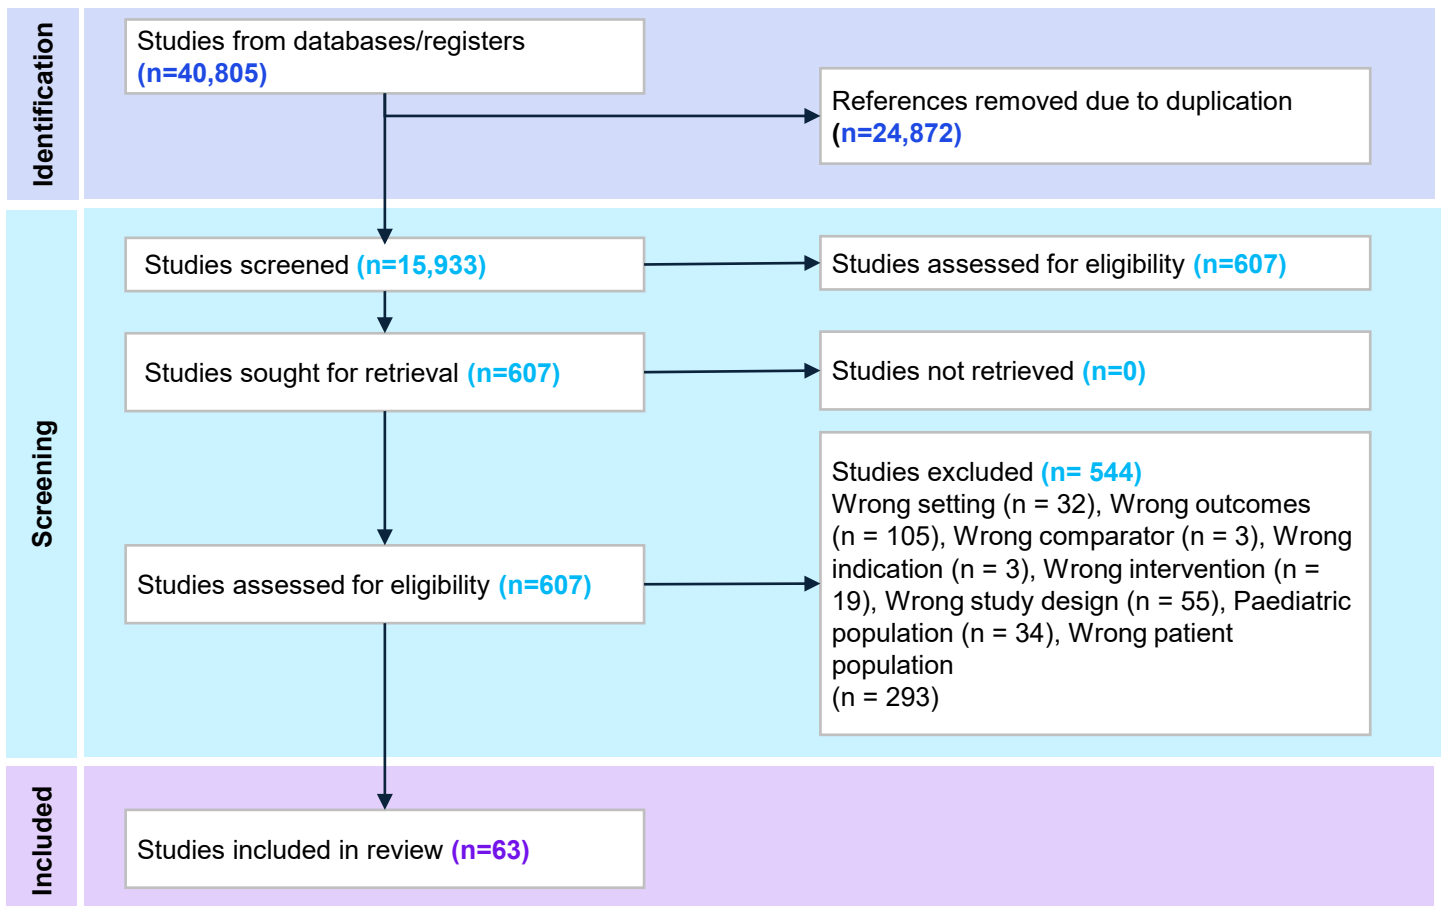 Identification
Studies from databases/registers
(n=40,805)
References removed due to duplication
(n=24,872)
Screening
Studies screened (n=15,933)
Studies assessed for eligibility (n=607)
Studies sought for retrieval (n=607)
Studies not retrieved (n=0)
Studies assessed for eligibility (n=607)
Studies excluded (n= 544)
Wrong setting (n = 32), Wrong outcomes
(n = 105), Wrong comparator (n = 3), Wrong
indication (n = 3), Wrong intervention (n =
19), Wrong study design (n = 55), Paediatric
population (n = 34), Wrong patient
population
(n = 293)
Included
Studies included in review (n=63)